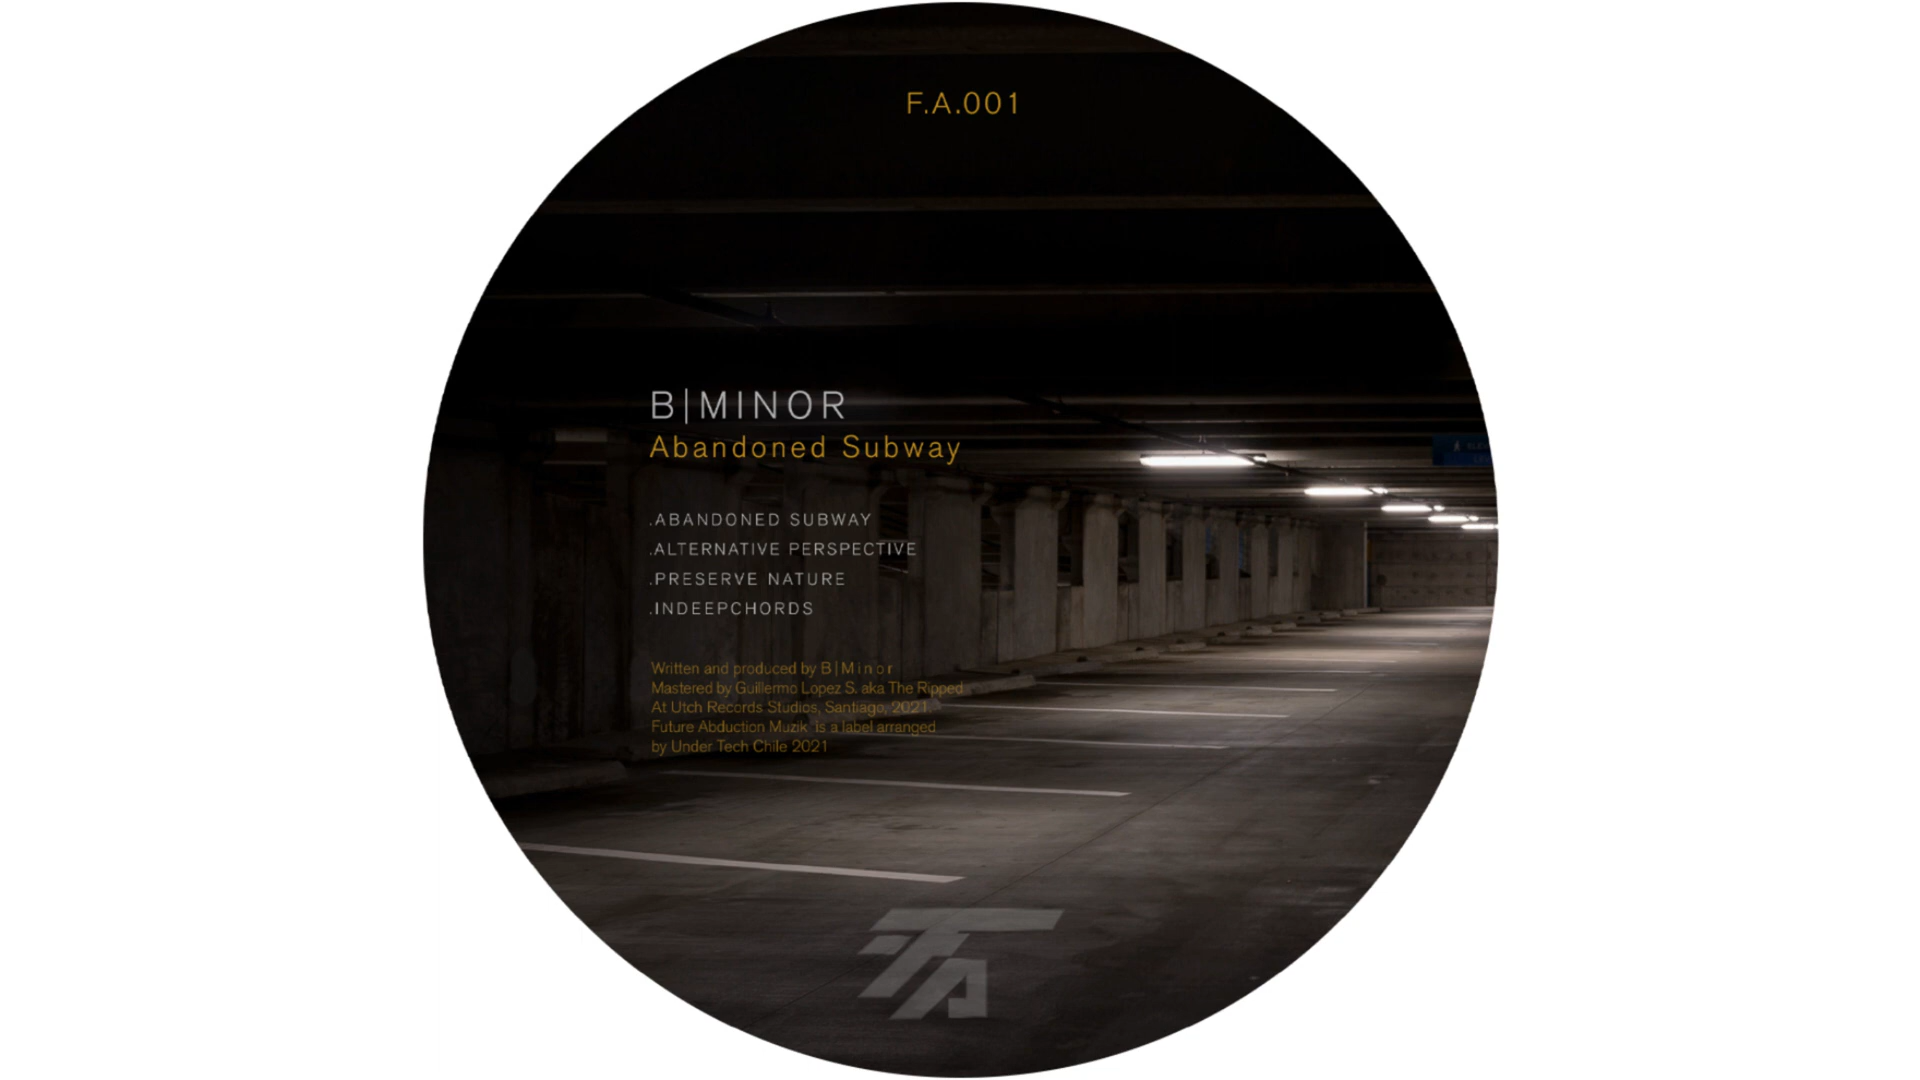 F.A.001
B|MINOR
Abandoned Subway
.ABANDONED SUBWAY
.ALTERNATIVE PERSPECTIVE
.PRESERVE NATURE
.INDEEPCHORDS
Written and produced by B|Minor
Mastered by Guillermo Lopez S. aka The Ripped
At Utch Records Studios, Santiago, 2021.
Future Abduction Muzik is a label arranged
by Under Tech Chile 2021
FA